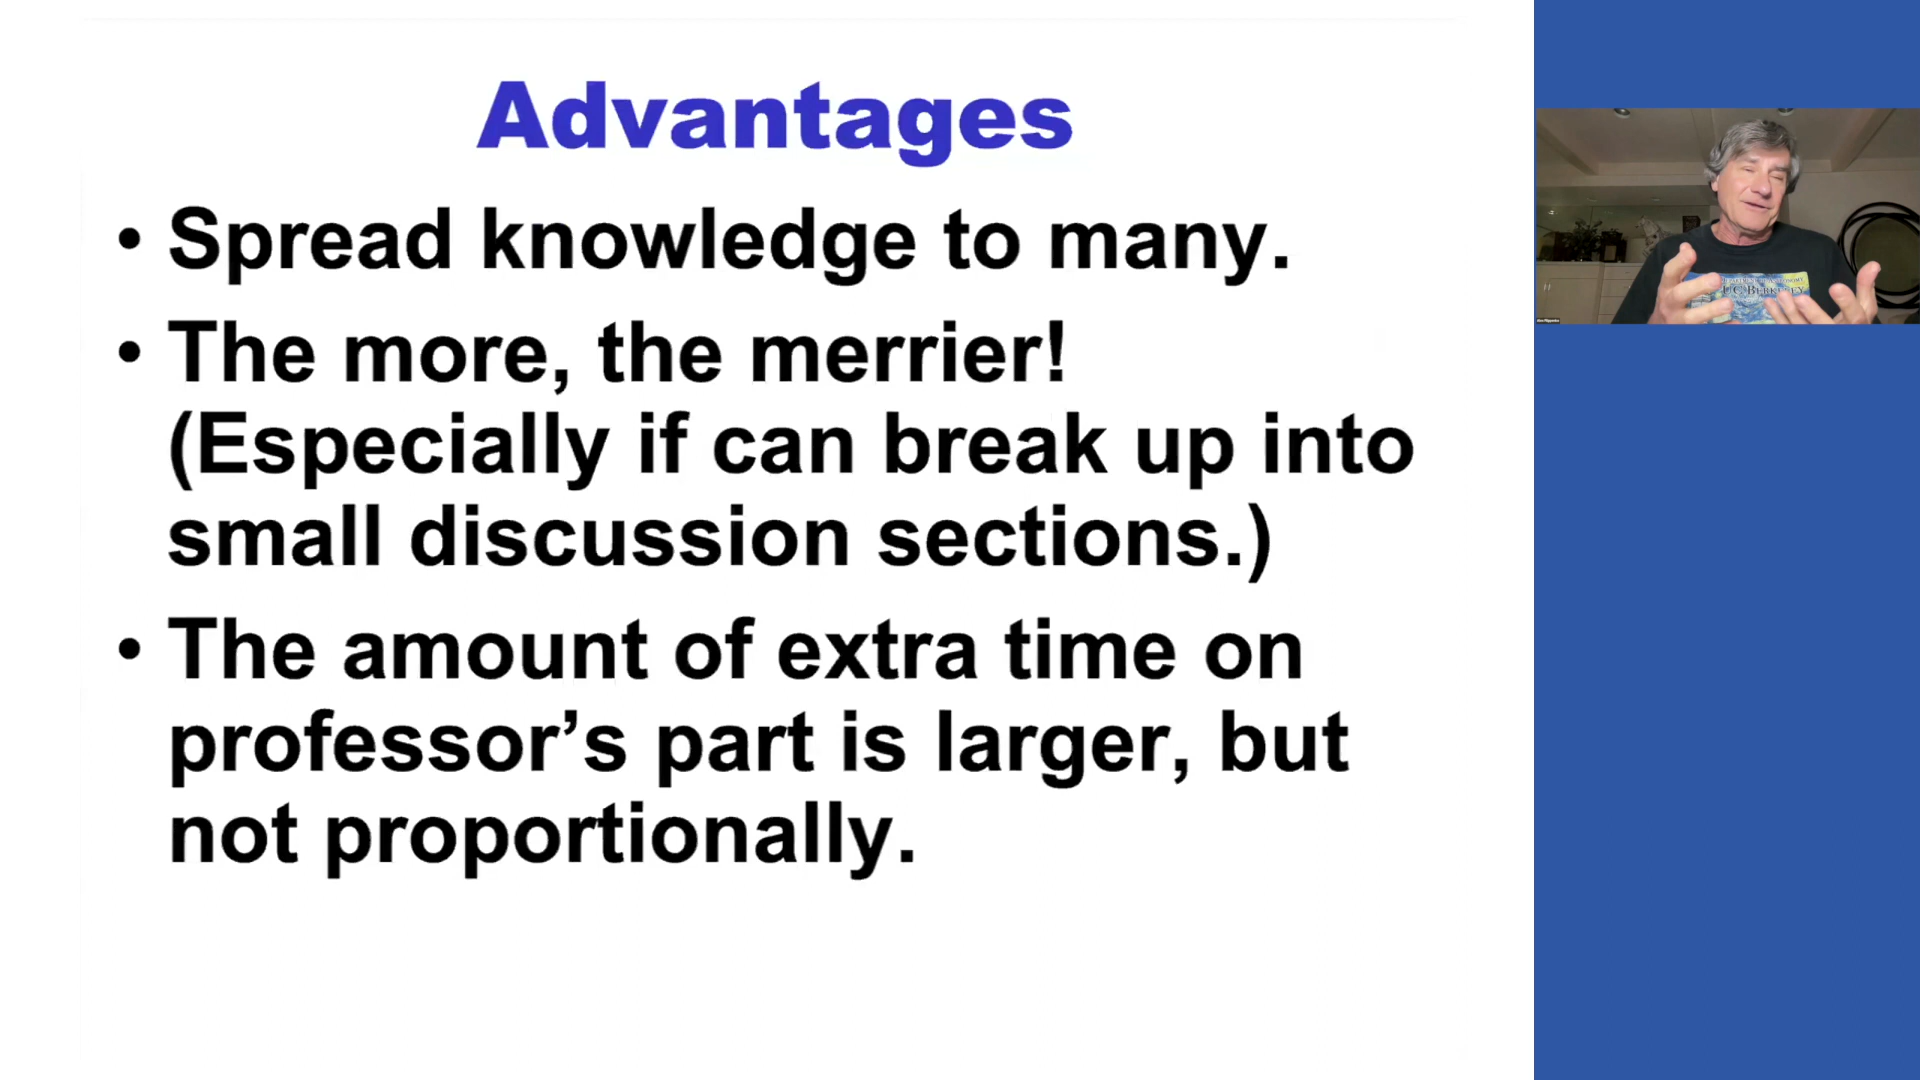 Advantages
• Spread knowledge to many.
• The more, the merrier!
(Especially if can break up into
small discussion sections.)
• The amount of extra time on
professor’s part is larger, but
not proportionally.
U.C. BERKELEY